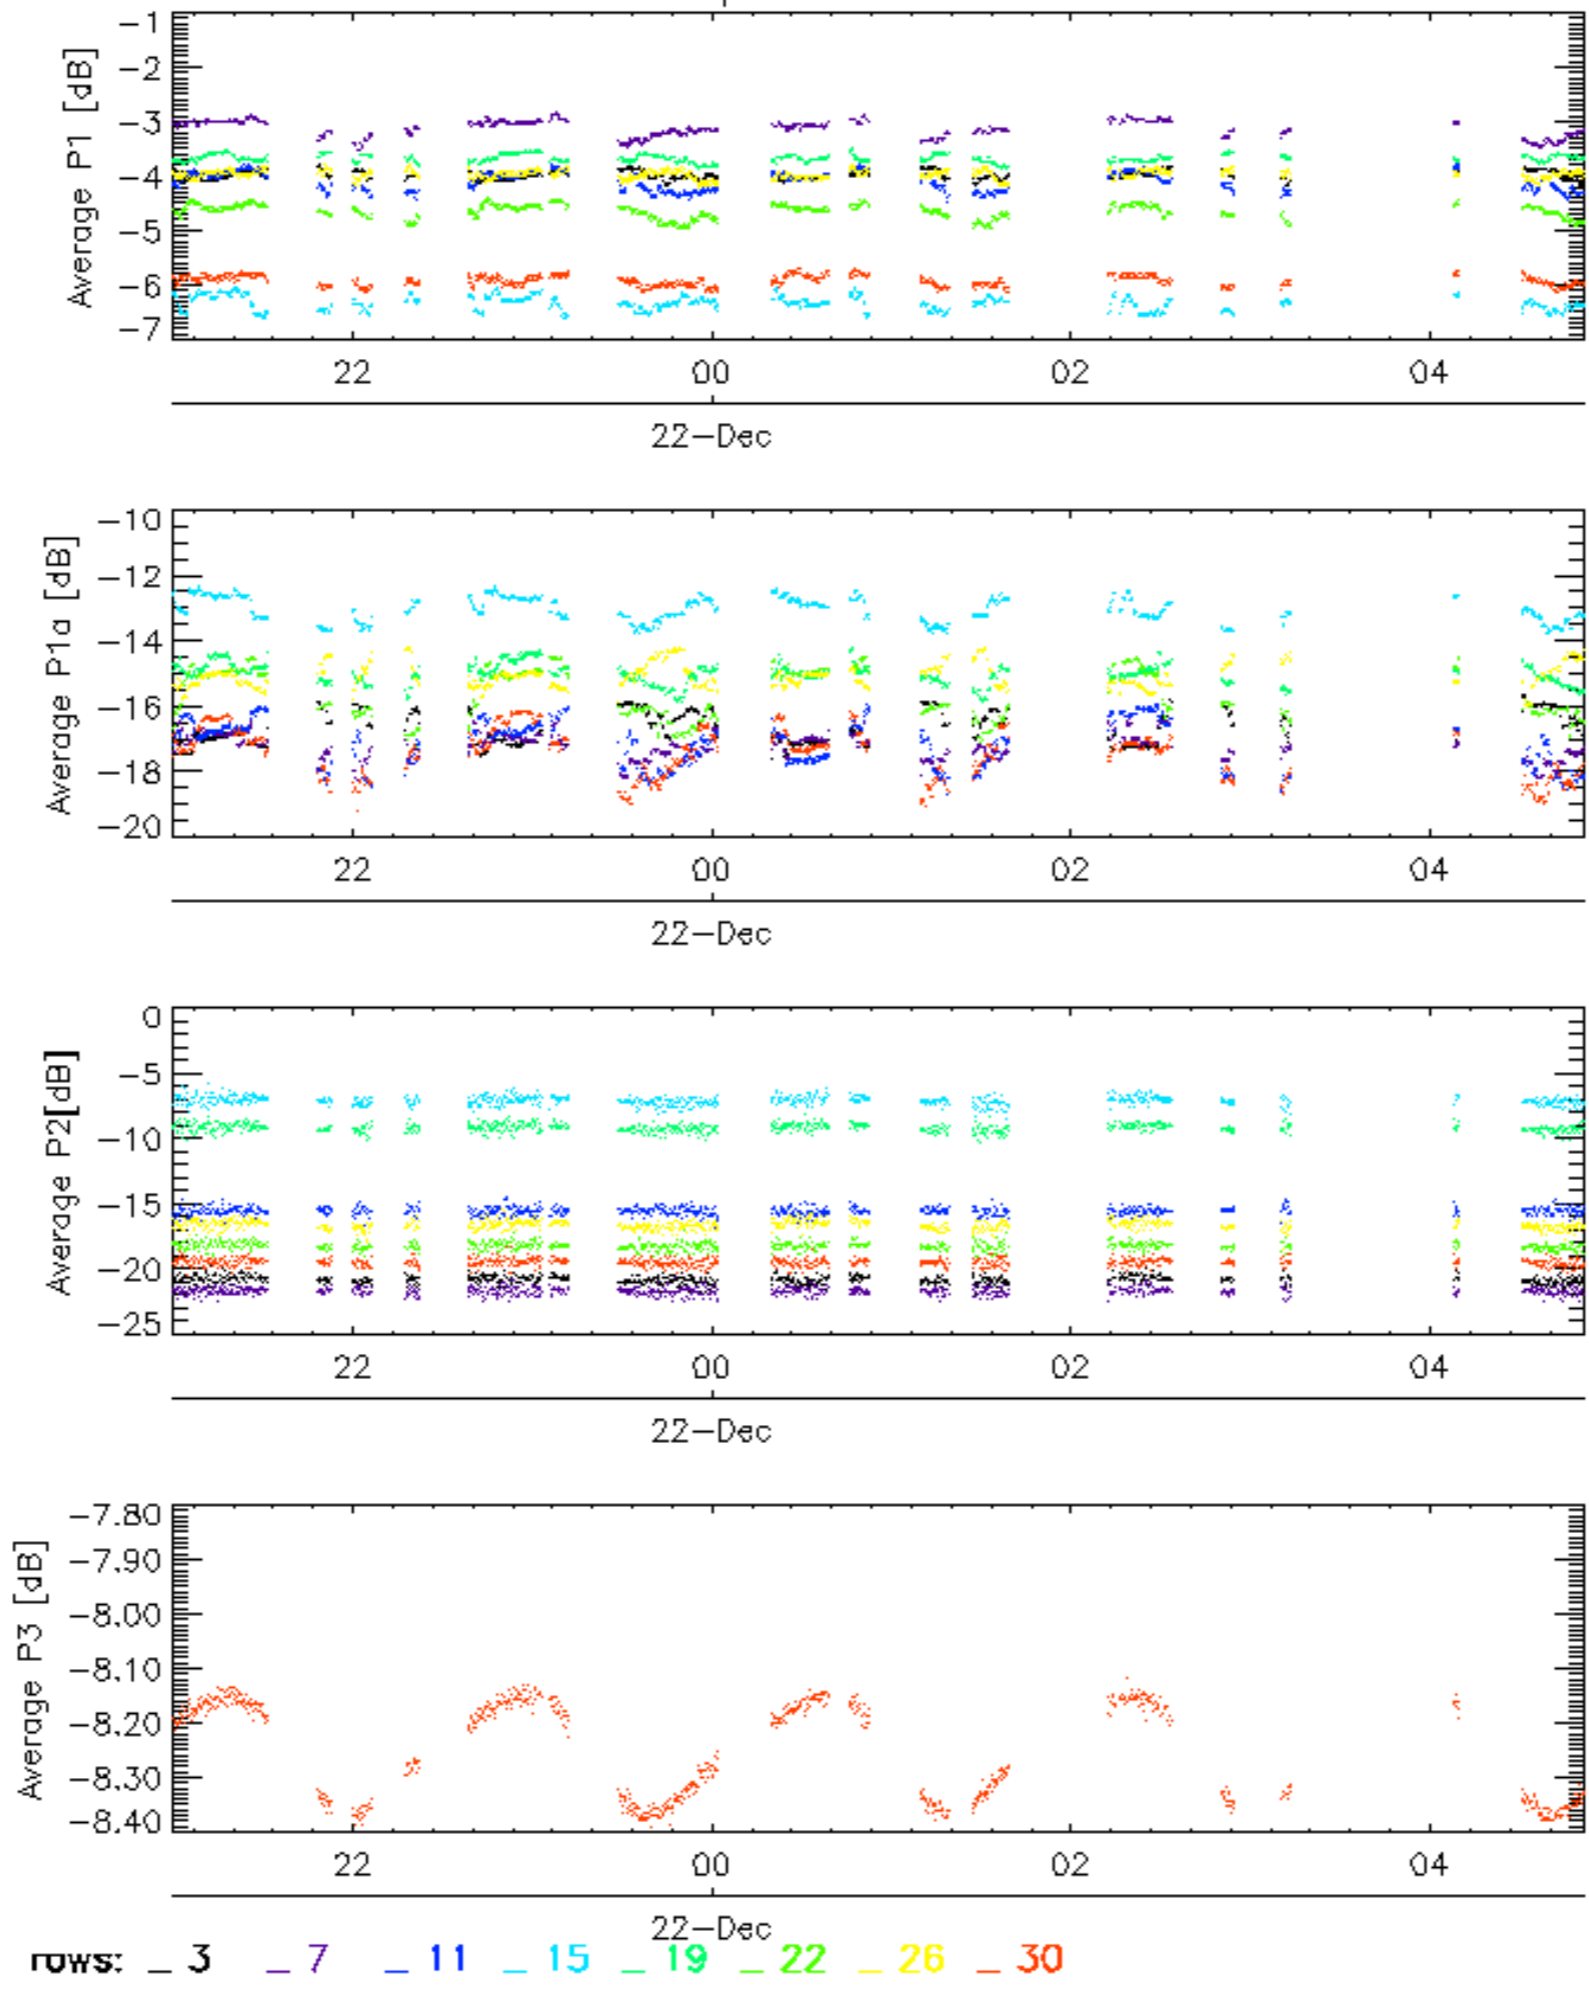 Average P1 [dB]
-1
-2
-3
-4
-5
-6
-7
22 00 02 04
22-Dec
Average P1a [dB]
-10
-12
-14
-16
-18
-20
22 00 02 04
22-Dec
Average P2[dB]
0
-5
-10
-15
-20
-25
22 00 02 04
22-Dec
Average P3 [dB]
-7.80
-7.90
-8.00
-8.10
-8.20
-8.30
-8.40
22 00 02 04
22-Dec
rows: _ 3 _ 7 _ 11 _ 15 _ 19 _ 22 _ 26 _ 30